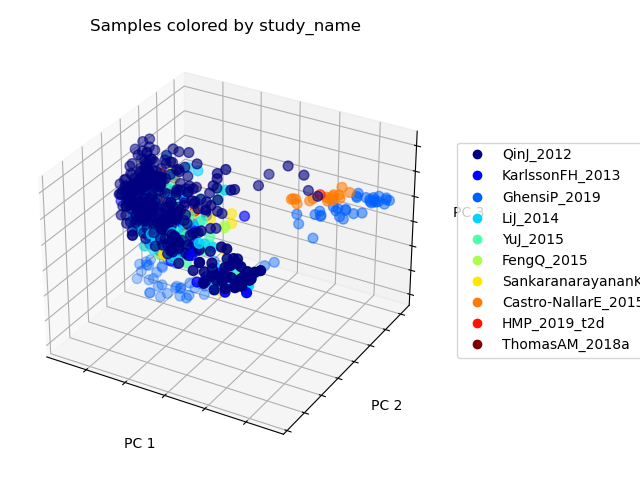 Samples colored by study_name
QinJ_2012
KarlssonFH_2013
GhensiP_2019
LiJ_2014
YuJ_2015
FengQ_2015
SankaranarayananK
Castro-NallarE_2015
HMP_2019_t2d
ThomasAM_2018a
PC 3
PC 2
PC 1